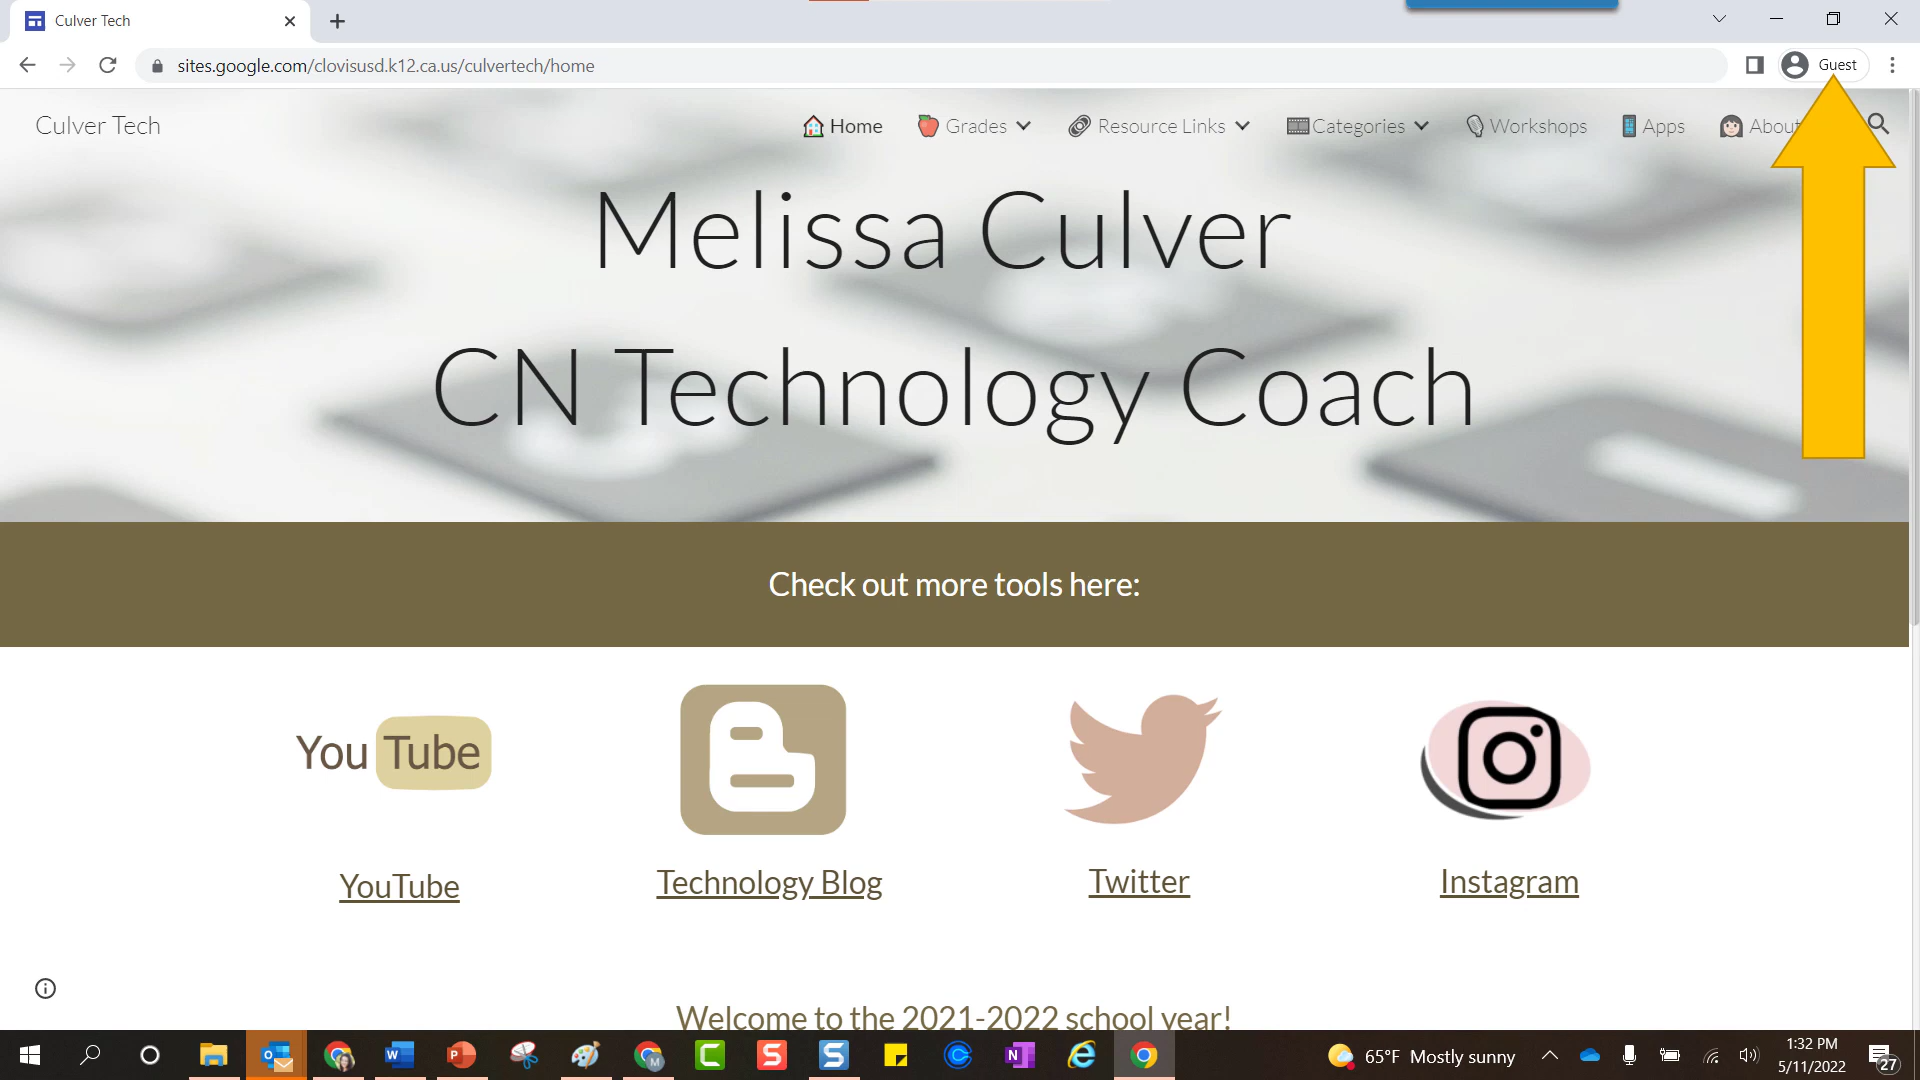 Culver Tech
sites.google.com/clovisusd.k12.ca.us/culvertech/home
Guest
Culver Tech
Home Grades Resource Links Categories Workshops Apps About
Melissa Culver
CN Technology Coach
Check out more tools here:
You Tube
YouTube Technology Blog Twitter Instagram
Welcome to the 2021-2022 school year!
65°F Mostly sunny
1:32 PM
5/11/2022
27